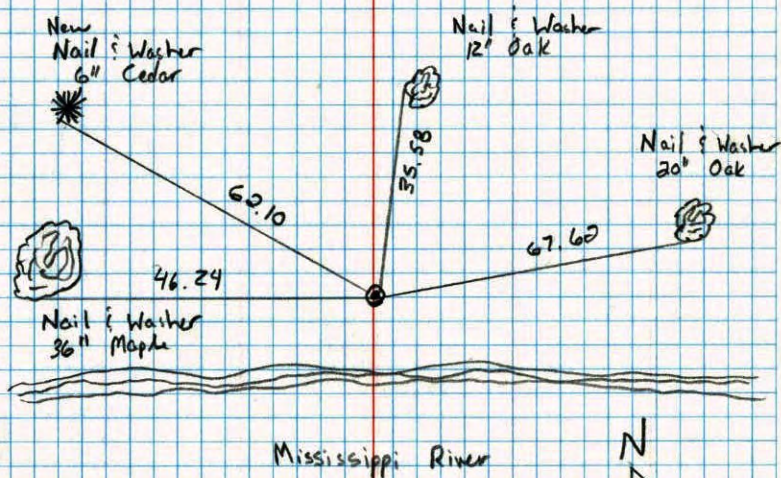 New
Nail & Washer
6" Cedar
Nail & Washer
12" Oak
Nail & Washer
20" Oak
62.10
35.58
67.62
46.24
Nail & Washer
36" Maple
Mississippi River
N